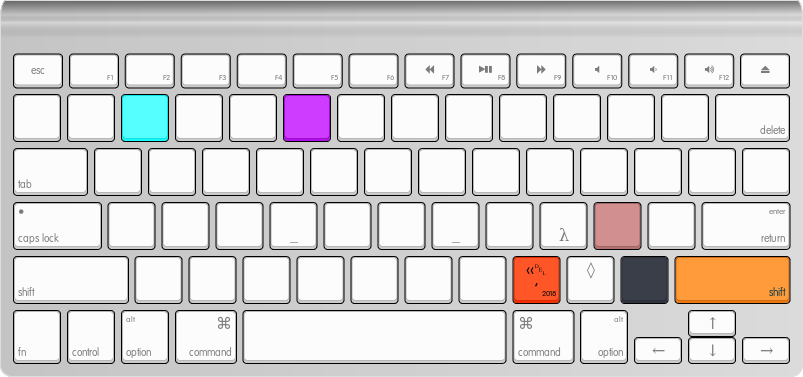 esc F1 F2 F3 F4 F5 F6 F7 F8 F9 F10 F11 F12
delete
tab
caps lock _ _ λ enter return
shift “ DEL , 2016 ◊ shift
fn control alt option ⌘ command ⌘ command alt option ← ↑ ↓ →